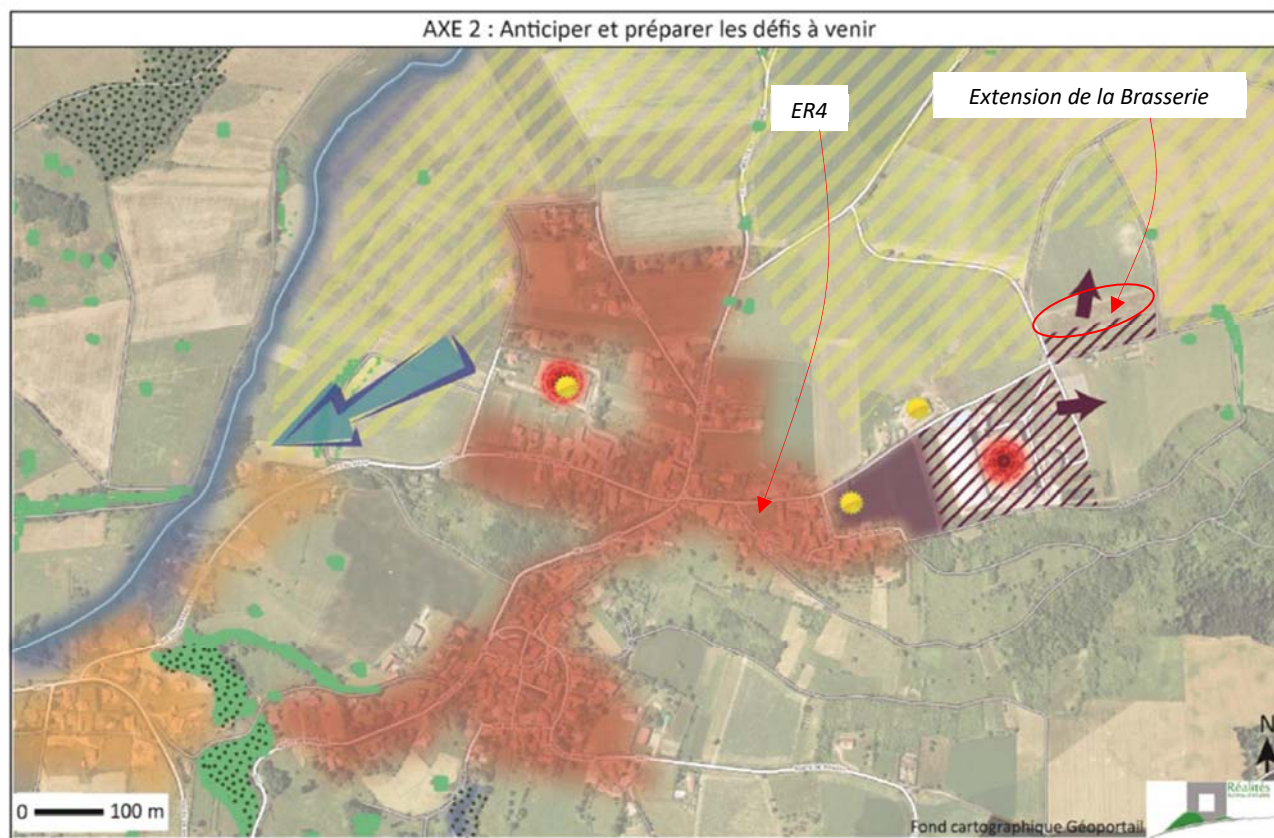 AXE 2 : Anticiper et préparer les défis à venir
ER4
Extension de la Brasserie
N
0 100 m
Réalités
Fond cartographique Géoportail